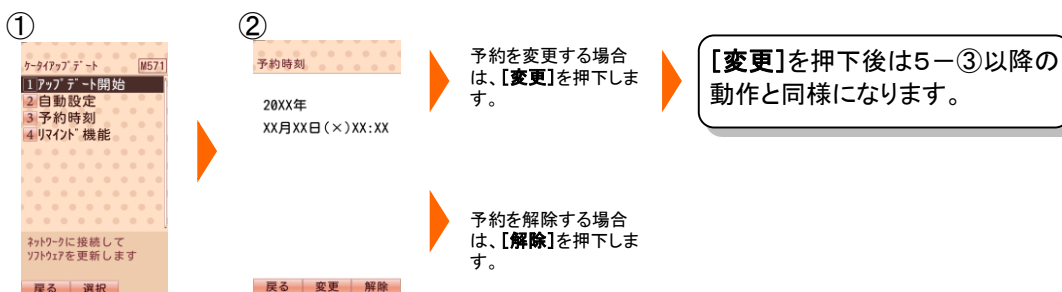 ①
ｹｰﾀｲｱｯﾌﾟﾃﾞｰﾄ M571
1 ｱｯﾌﾟﾃﾞｰﾄ開始
2 自動設定
3 予約時刻
4 ﾘﾏｲﾝﾄﾞ機能
ﾈｯﾄﾜｰｸに接続して
ｿﾌﾄｳｪｱを更新します
戻る 選択
②
予約時刻
20XX年
XX月XX日(×)XX:XX
戻る 変更 解除
予約を変更する場合
は、[変更]を押下しま
す。
[変更]を押下後は５－③以降の
動作と同様になります。
予約を解除する場合
は、[解除]を押下しま
す。